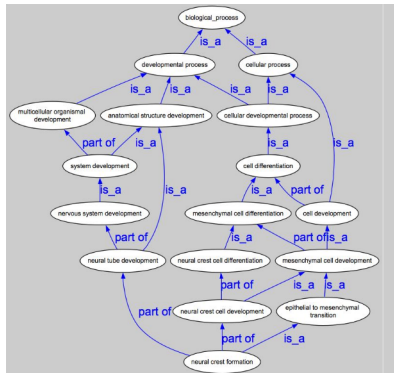 biological_process
is_a
is_a
developmental process
cellular process
is_a
is_a
is_a
is_a
multicellular organismal
development
anatomical structure development
cellular developmental process
part of
is_a
is_a
system development
cell differentiation
is_a
is_a
is_a
part of
is_a
nervous system development
mesenchymal cell differentiation
cell development
part of
is_a
part of
is_a
neural tube development
neural crest cell differentiation
mesenchymal cell development
part of
part of
is_a
is_a
neural crest cell development
epithelial to mesenchymal
transition
part of
is_a
neural crest formation